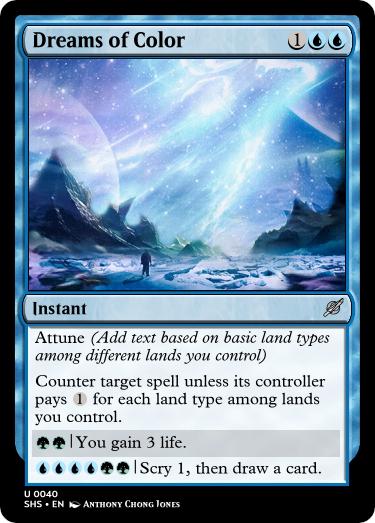 Dreams of Color 1
Instant
Attune (Add text based on basic land types
among different lands you control)
Counter target spell unless its controller
pays 1 for each land type among lands
you control.
|You gain 3 life.
|Scry 1, then draw a card.
U 0040
SHS • EN Anthony Chong Jones